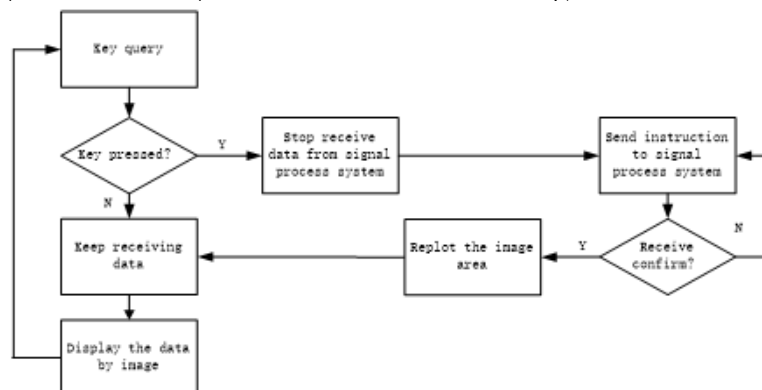 Key query
Key pressed?
Y
Stop receive
data from signal
process system
Send instruction
to signal
process system
N
Keep receiving
data
Replot the image
area
Y
Receive
confirm?
N
Display the data
by image